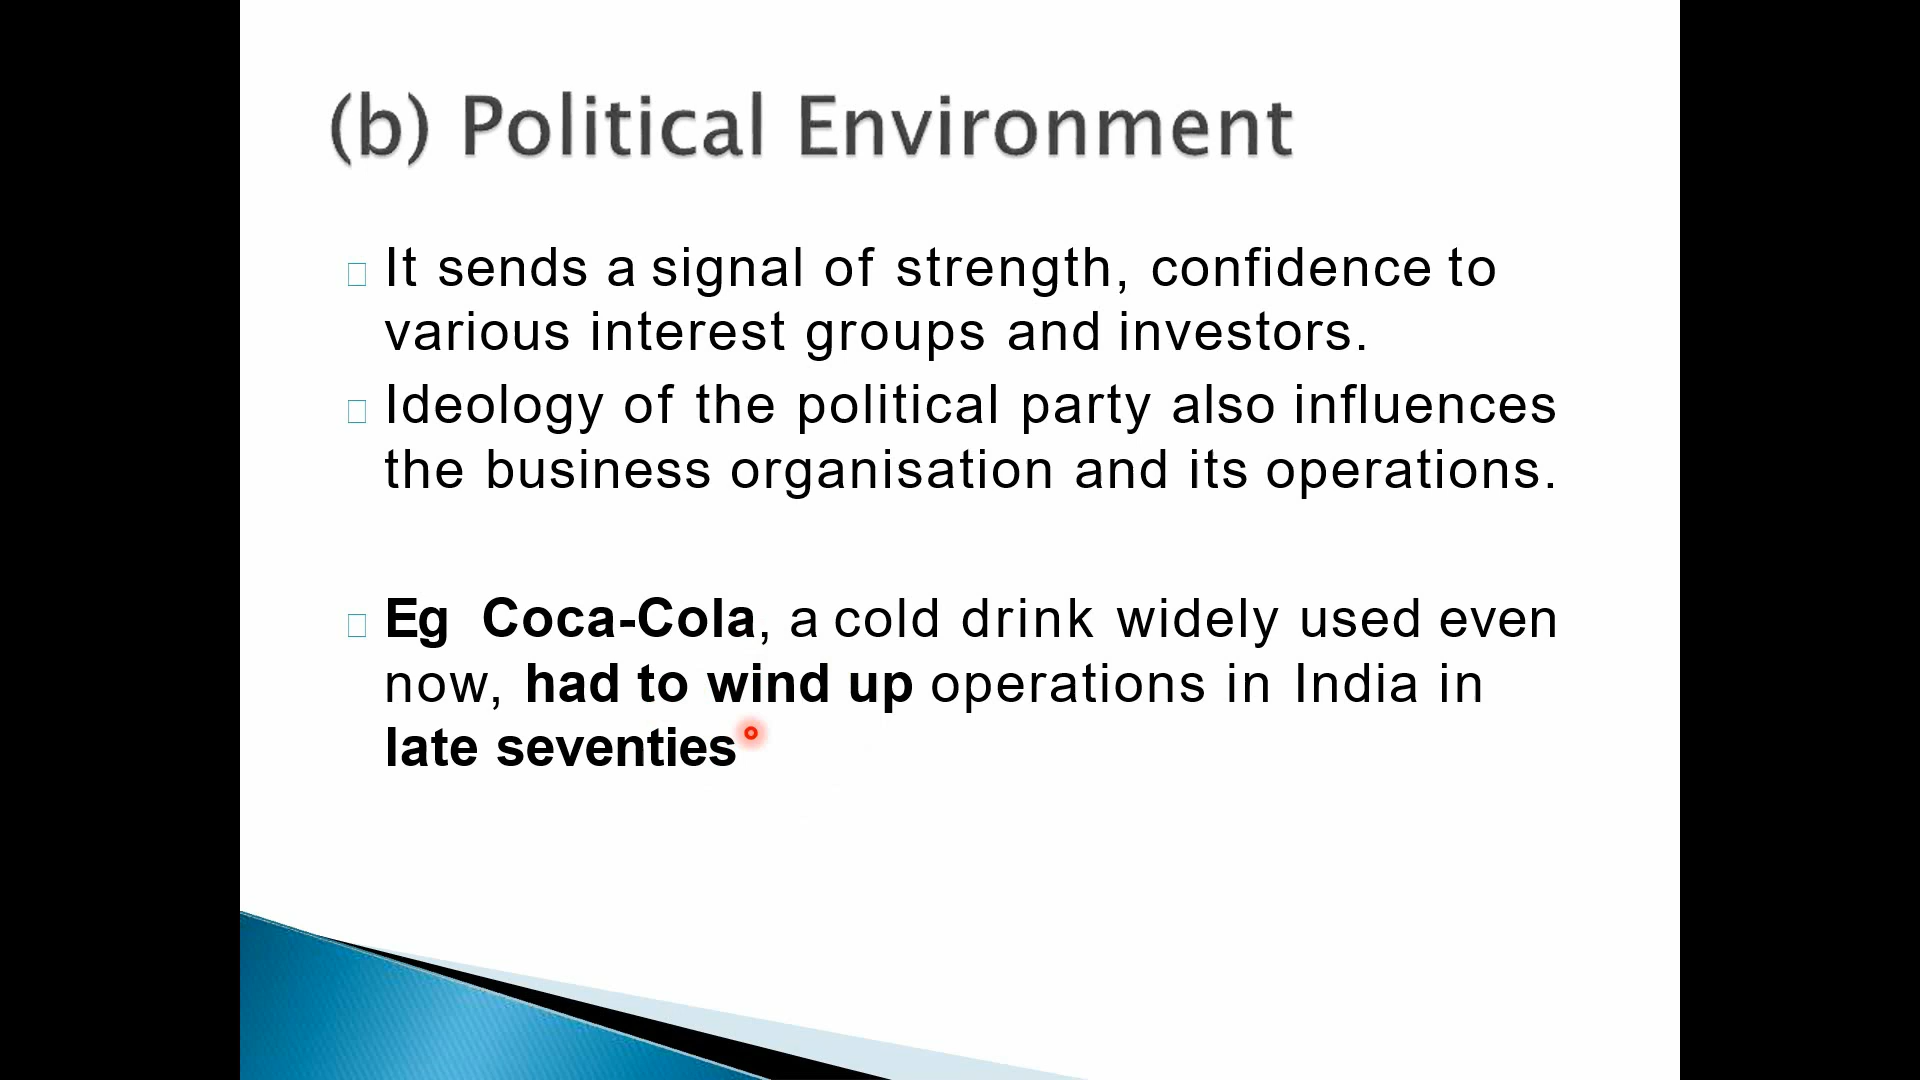 (b) Political Environment
It sends a signal of strength, confidence to
various interest groups and investors.
Ideology of the political party also influences
the business organisation and its operations.
Eg Coca-Cola, a cold drink widely used even
now, had to wind up operations in India in
late seventies